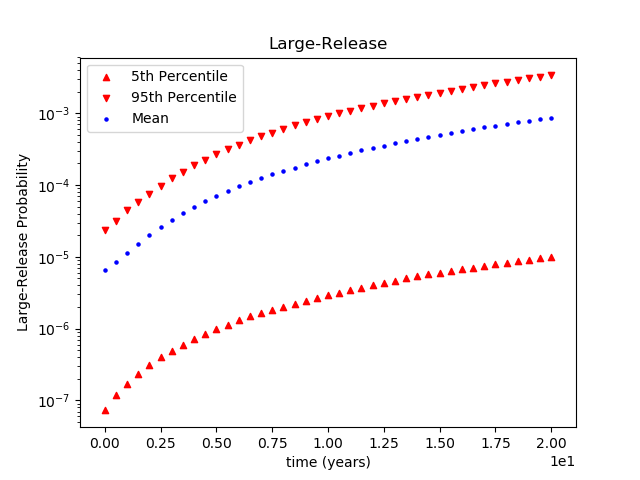 Large-Release
5th Percentile
95th Percentile
Mean
Large-Release Probability
10⁻³
10⁻⁴
10⁻⁵
10⁻⁶
10⁻⁷
0.00 0.25 0.50 0.75 1.00 1.25 1.50 1.75 2.00
time (years)
1e1